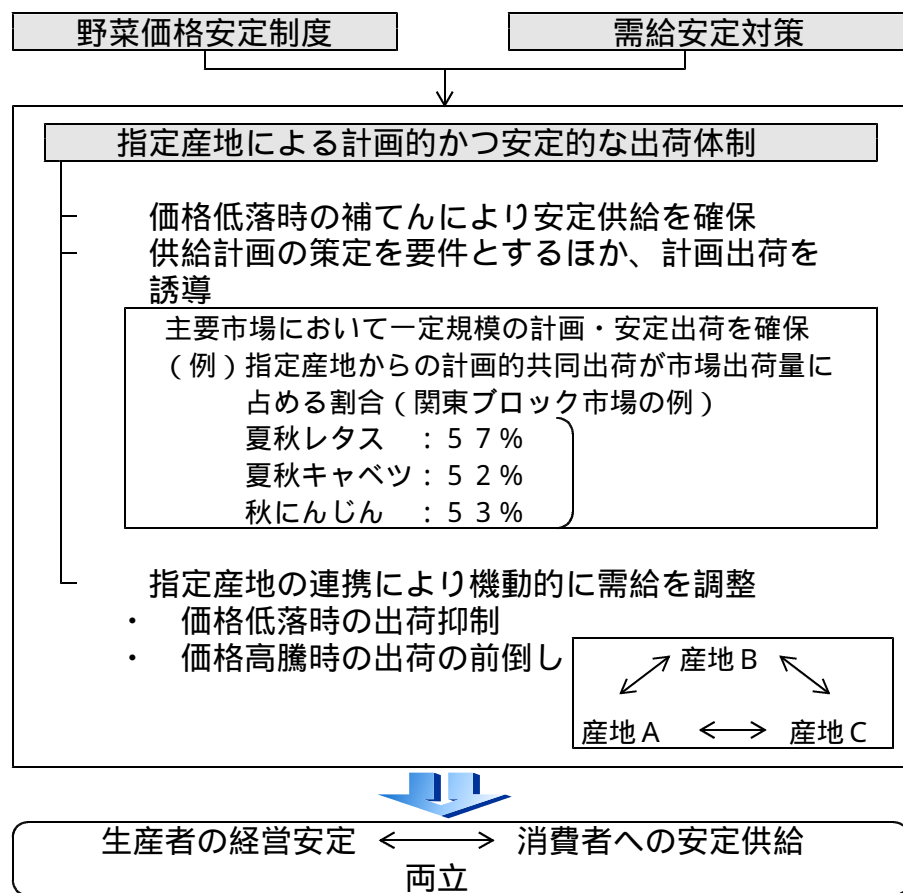 野菜価格安定制度
需給安定対策
指定産地による計画的かつ安定的な出荷体制
価格低落時の補てんにより安定供給を確保
供給計画の策定を要件とするほか、計画出荷を
誘導
主要市場において一定規模の計画・安定出荷を確保
（例）指定産地からの計画的共同出荷が市場出荷量に
占める割合（関東ブロック市場の例）
夏秋レタス　：５７％
夏秋キャベツ：５２％
秋にんじん　：５３％
指定産地の連携により機動的に需給を調整
・　価格低落時の出荷抑制
・　価格高騰時の出荷の前倒し
産地Ｂ
産地Ａ　産地Ｃ
生産者の経営安定　消費者への安定供給
両立